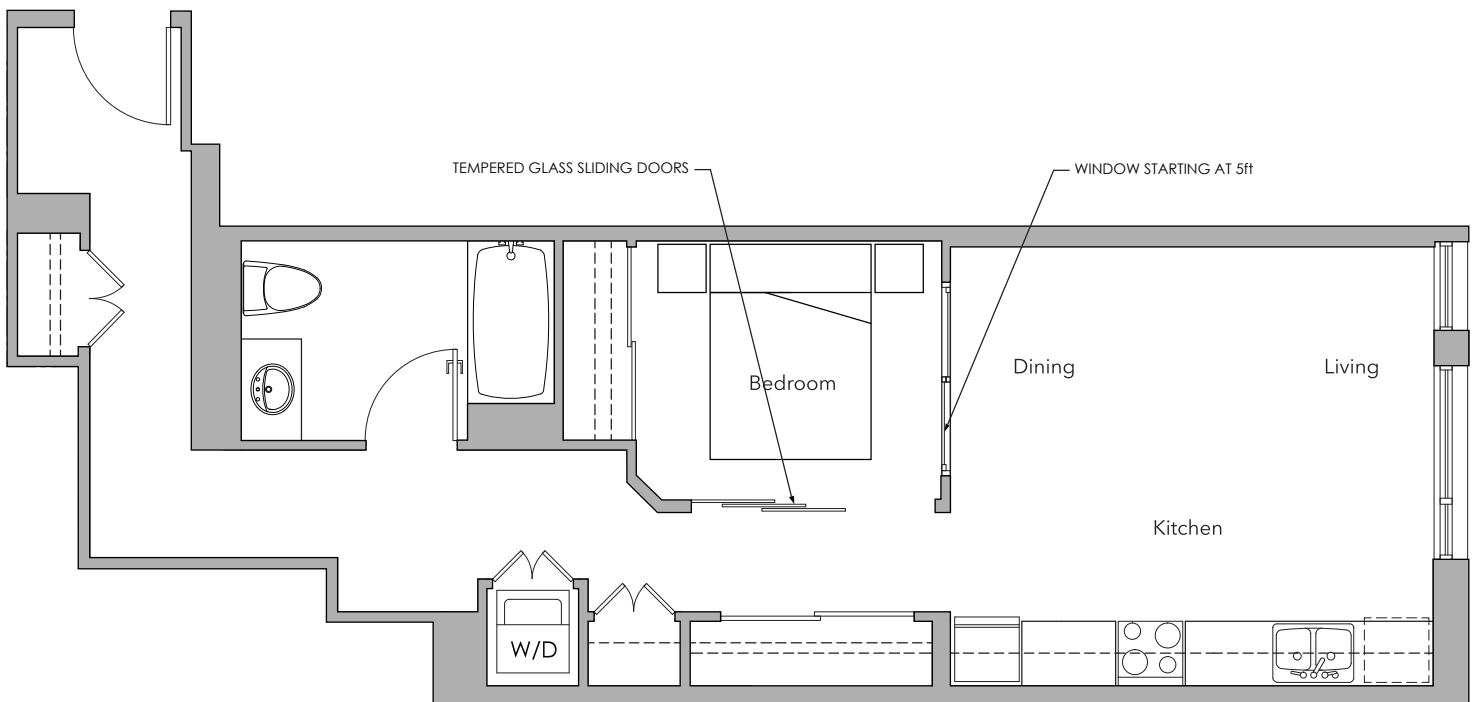 TEMPERED GLASS SLIDING DOORS
WINDOW STARTING AT 5ft
Dining
Living
Bedroom
Kitchen
W/D